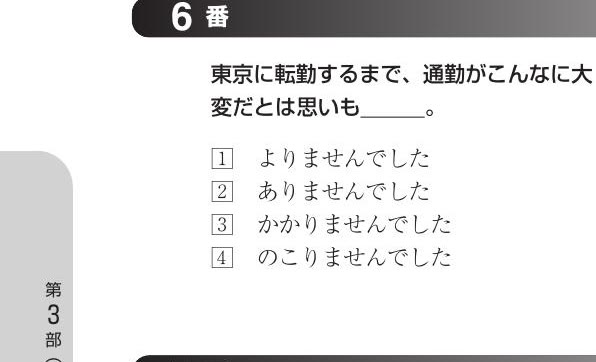 6 番
東京に転勤するまで、通勤がこんなに大
変だとは思いも＿＿＿。
1 よりませんでした
2 ありませんでした
3 かかりませんでした
4 のこりませんでした
第
3
部